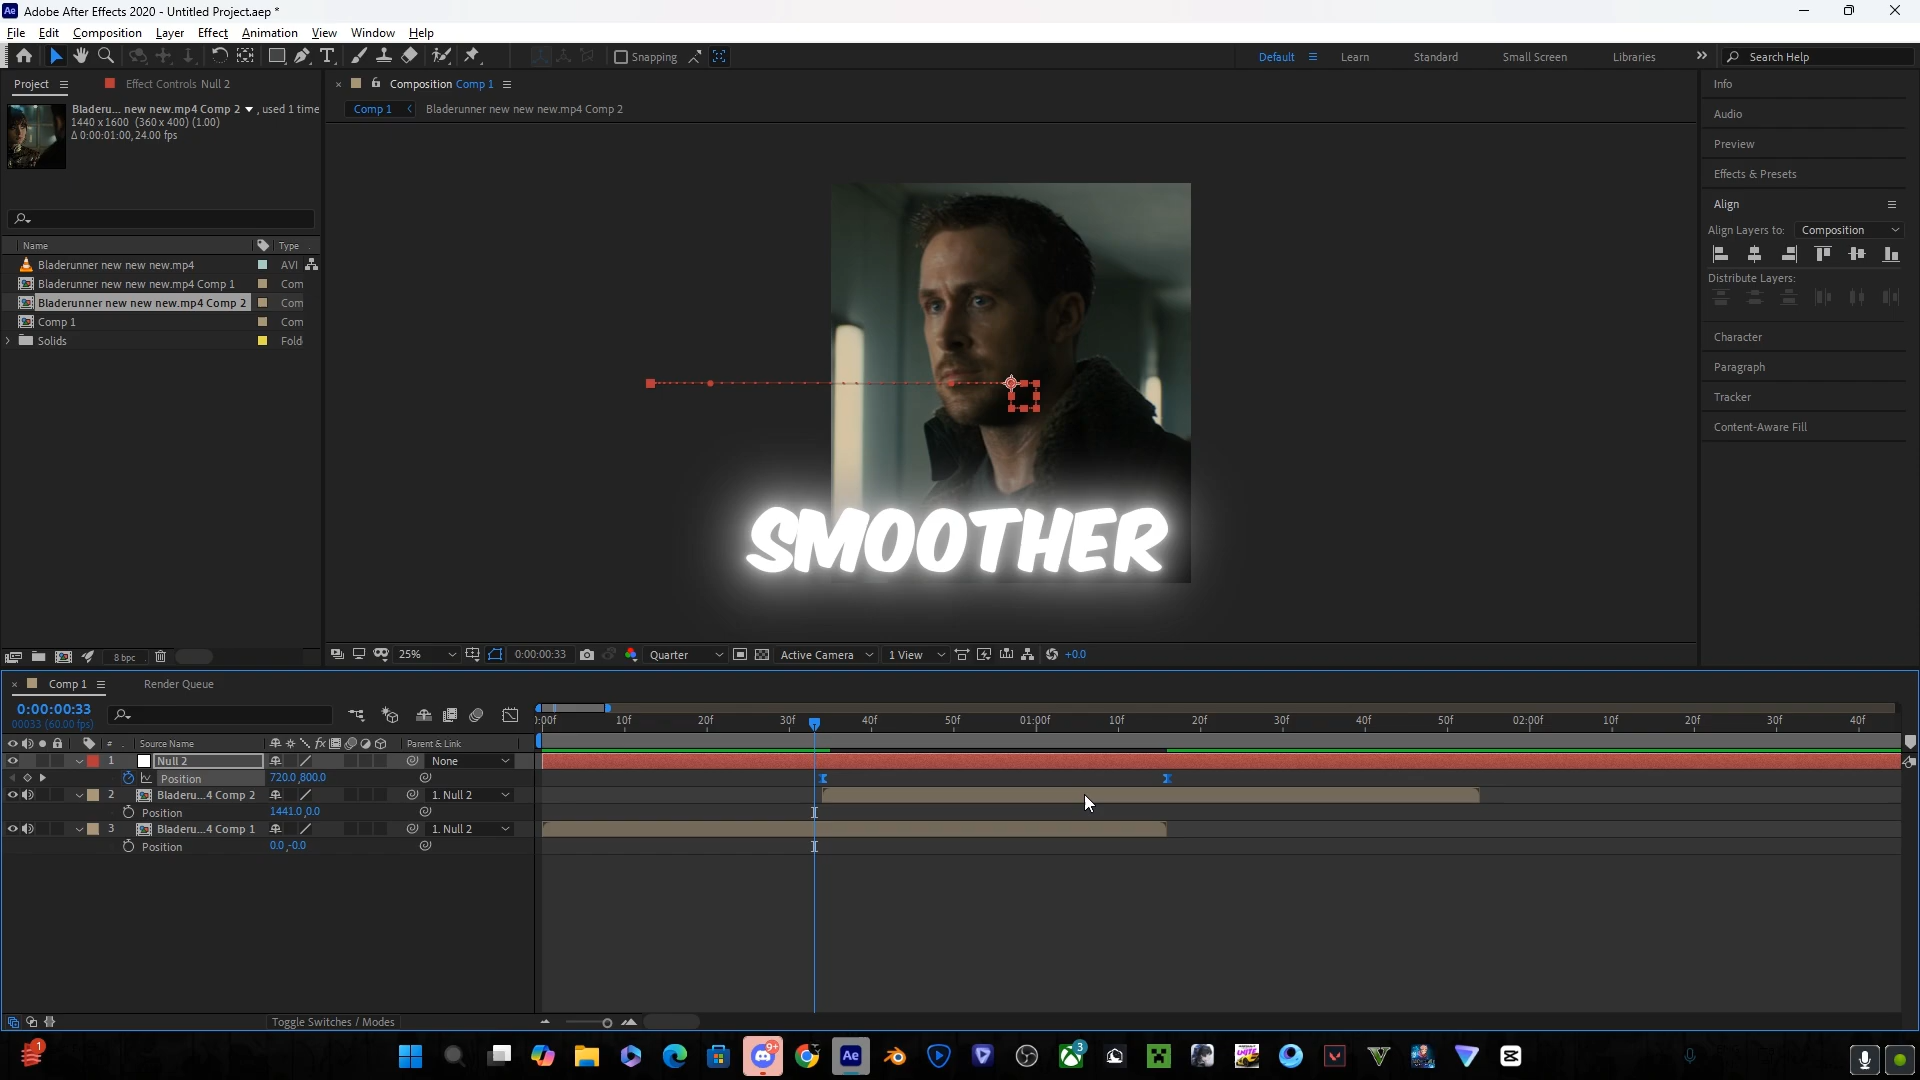 Ae Adobe After Effects 2020 - Untitled Project.aep *
File Edit Composition Layer Effect Animation View Window Help
Snapping
Default Learn Standard Small Screen Libraries Search Help
Project Effect Controls Null 2
Composition Comp 1
Comp 1 Bladerunner new new new.mp4 Comp 2
Bladeru... new new.mp4 Comp 2 , used 1 time
1440 x 1600 (360 x 400) (1.00)
Δ 0:00:01:00, 24.00 fps
Name Type
Bladerunner new new new.mp4 AVI
Bladerunner new new new.mp4 Comp 1 Com
Bladerunner new new new.mp4 Comp 2 Com
Comp 1 Com
Solids Fold
Info
Audio
Preview
Effects & Presets
Align
Align Layers to: Composition
Distribute Layers:
Character
Paragraph
Tracker
Content-Aware Fill
SMOOTHER
8 bpc
25% 0:00:00:33 Quarter Active Camera 1 View +0.0
Comp 1 Render Queue
0:00:00:33
00033 (60.00 fps)
):00f 10f 20f 30f 40f 50f 01:00f 10f 20f 30f 40f 50f 02:00f 10f 20f 30f 40f
# Source Name fx Parent & Link
1 Null 2 None
Position 720.0,800.0
2 Bladeru....4 Comp 2 1. Null 2
Position 1441.0,0.0
3 Bladeru....4 Comp 1 1. Null 2
Position 0.0,-0.0
Toggle Switches / Modes
1 9+ Ae 3